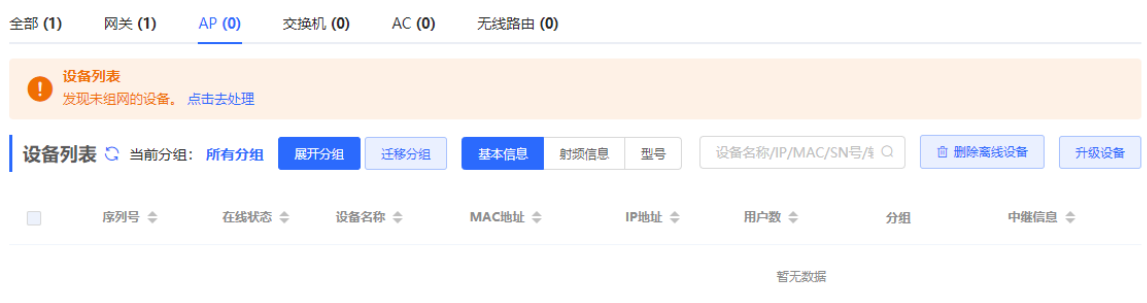 全部 (1) 网关 (1) AP (0) 交换机 (0) AC (0) 无线路由 (0)
设备列表
发现未组网的设备。 点击去处理
设备列表 当前分组: 所有分组 展开分组 迁移分组 基本信息 射频信息 型号 设备名称/IP/MAC/SN号/ 删除离线设备 升级设备
序列号 在线状态 设备名称 MAC地址 IP地址 用户数 分组 中继信息
暂无数据